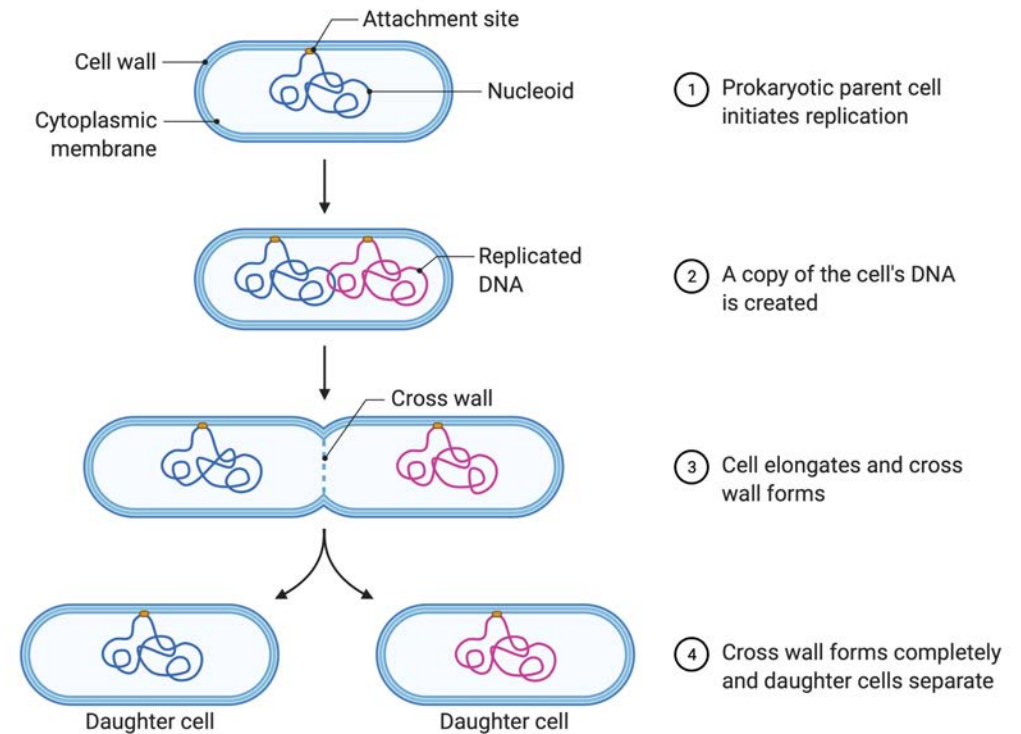 Attachment site
Cell wall
Nucleoid
Cytoplasmic
membrane
1 Prokaryotic parent cell
initiates replication
Replicated
DNA
2 A copy of the cell's DNA
is created
Cross wall
3 Cell elongates and cross
wall forms
4 Cross wall forms completely
and daughter cells separate
Daughter cell
Daughter cell